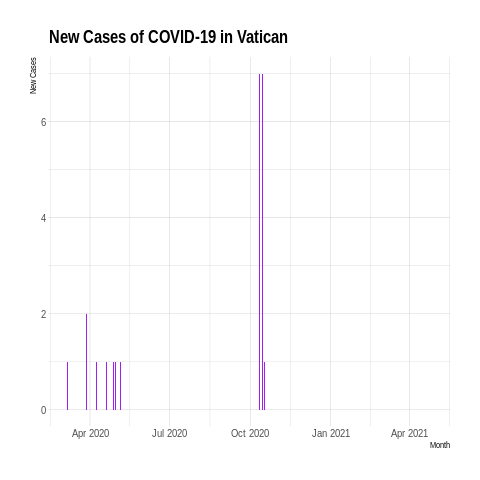 New Cases of COVID-19 in Vatican
New Cases
6
4
2
0
Apr 2020 Jul 2020 Oct 2020 Jan 2021 Apr 2021
Month